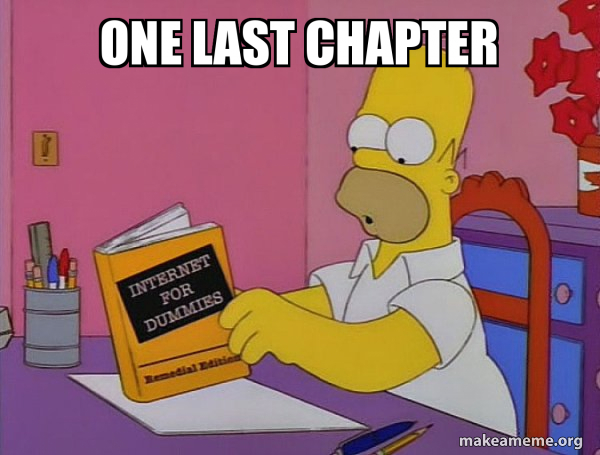 ONE LAST CHAPTER
INTERNET
FOR
DUMMIES
Remedial Edition
makeameme.org